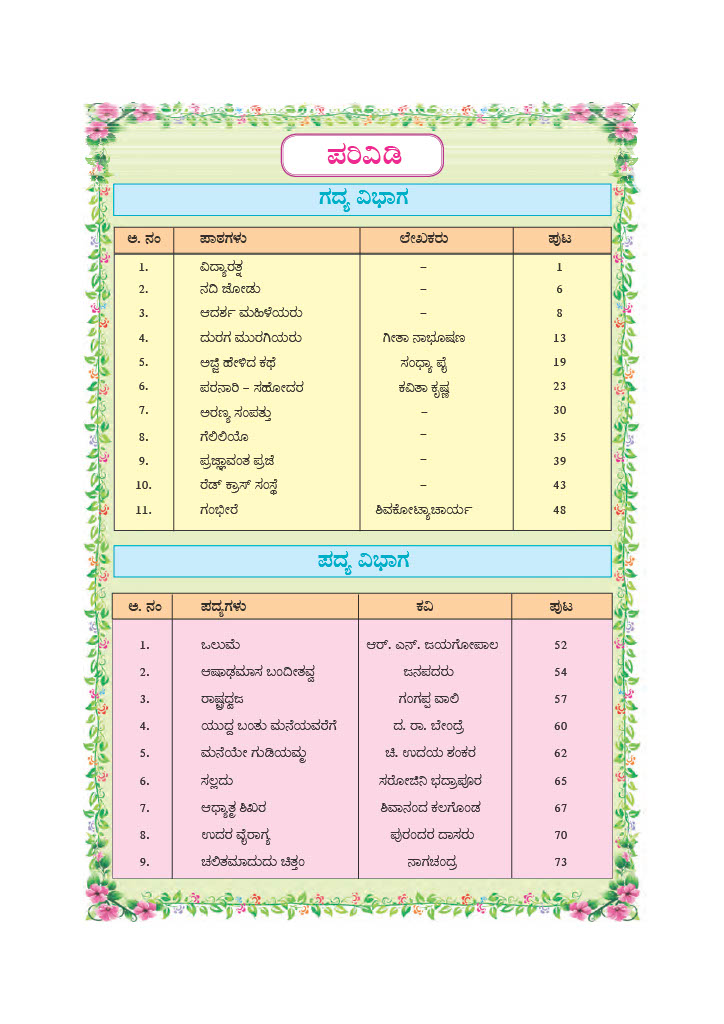 ಪರಿವಿಡಿ
ಗದ್ಯ ವಿಭಾಗ
ಅ. ನಂ ಪಾಠಗಳು ಲೇಖಕರು ಪುಟ
1. ವಿದ್ಯಾರತ್ನ – 1
2. ನದಿ ಜೋಡು – 6
3. ಆದರ್ಶ ಮಹಿಳೆಯರು – 8
4. ದುರಗ ಮುರಗಿಯರು ಗೀತಾ ನಾಭೂಷಣ 13
5. ಅಜ್ಜಿ ಹೇಳಿದ ಕಥೆ ಸಂಧ್ಯಾ ಪೈ 19
6. ಪರನಾರಿ – ಸಹೋದರ ಕವಿತಾ ಕೃಷ್ಣ 23
7. ಅರಣ್ಯ ಸಂಪತ್ತು – 30
8. ಗೆಲಿಲಿಯೊ – 35
9. ಪ್ರಜ್ಞಾವಂತ ಪ್ರಜೆ – 39
10. ರೆಡ್ ಕ್ರಾಸ್ ಸಂಸ್ಥೆ – 43
11. ಗಂಭೀರೆ ಶಿವಕೋಟ್ಯಾಚಾರ್ಯ 48
ಪದ್ಯ ವಿಭಾಗ
ಅ. ನಂ ಪದ್ಯಗಳು ಕವಿ ಪುಟ
1. ಒಲುಮೆ ಆರ್. ಎನ್. ಜಯಗೋಪಾಲ 52
2. ಆಷಾಢಮಾಸ ಬಂದೀತವ್ವ ಜನಪದರು 54
3. ರಾಷ್ಟ್ರಧ್ವಜ ಗಂಗಪ್ಪ ವಾಲಿ 57
4. ಯುದ್ಧ ಬಂತು ಮನೆಯವರೆಗೆ ದ. ರಾ. ಬೇಂದ್ರೆ 60
5. ಮನೆಯೇ ಗುಡಿಯಮ್ಮ ಚಿ. ಉದಯ ಶಂಕರ 62
6. ಸಲ್ಲದು ಸರೋಜಿನಿ ಭದ್ರಾಪೂರ 65
7. ಆಧ್ಯಾತ್ಮ ಶಿಖರ ಶಿವಾನಂದ ಕಲಗೊಂಡ 67
8. ಉದರ ವೈರಾಗ್ಯ ಪುರಂದರ ದಾಸರು 70
9. ಚಲಿತಮಾದುದು ಚಿತ್ತಂ ನಾಗಚಂದ್ರ 73